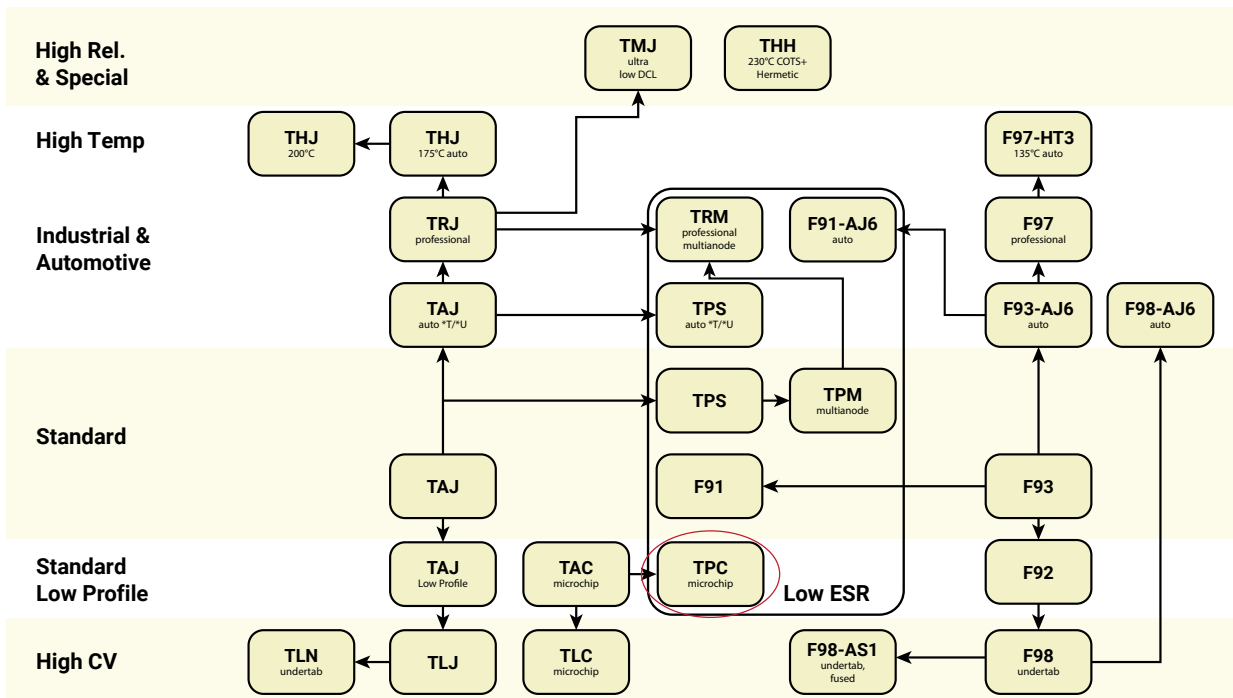 High Rel.
& Special
TMJ
ultra
low DCL
THH
230°C COTS+
Hermetic
High Temp
THJ
200°C
THJ
175°C auto
F97-HT3
135°C auto
Industrial &
Automotive
TRJ
professional
TRM
professional
multianode
F91-AJ6
auto
F97
professional
TAJ
auto *T/*U
TPS
auto *T/*U
F93-AJ6
auto
F98-AJ6
auto
Standard
TPS
TPM
multianode
TAJ
F91
F93
Standard
Low Profile
TAJ
Low Profile
TAC
microchip
TPC
microchip
Low ESR
F92
High CV
TLN
undertab
TLJ
TLC
microchip
F98-AS1
undertab,
fused
F98
undertab